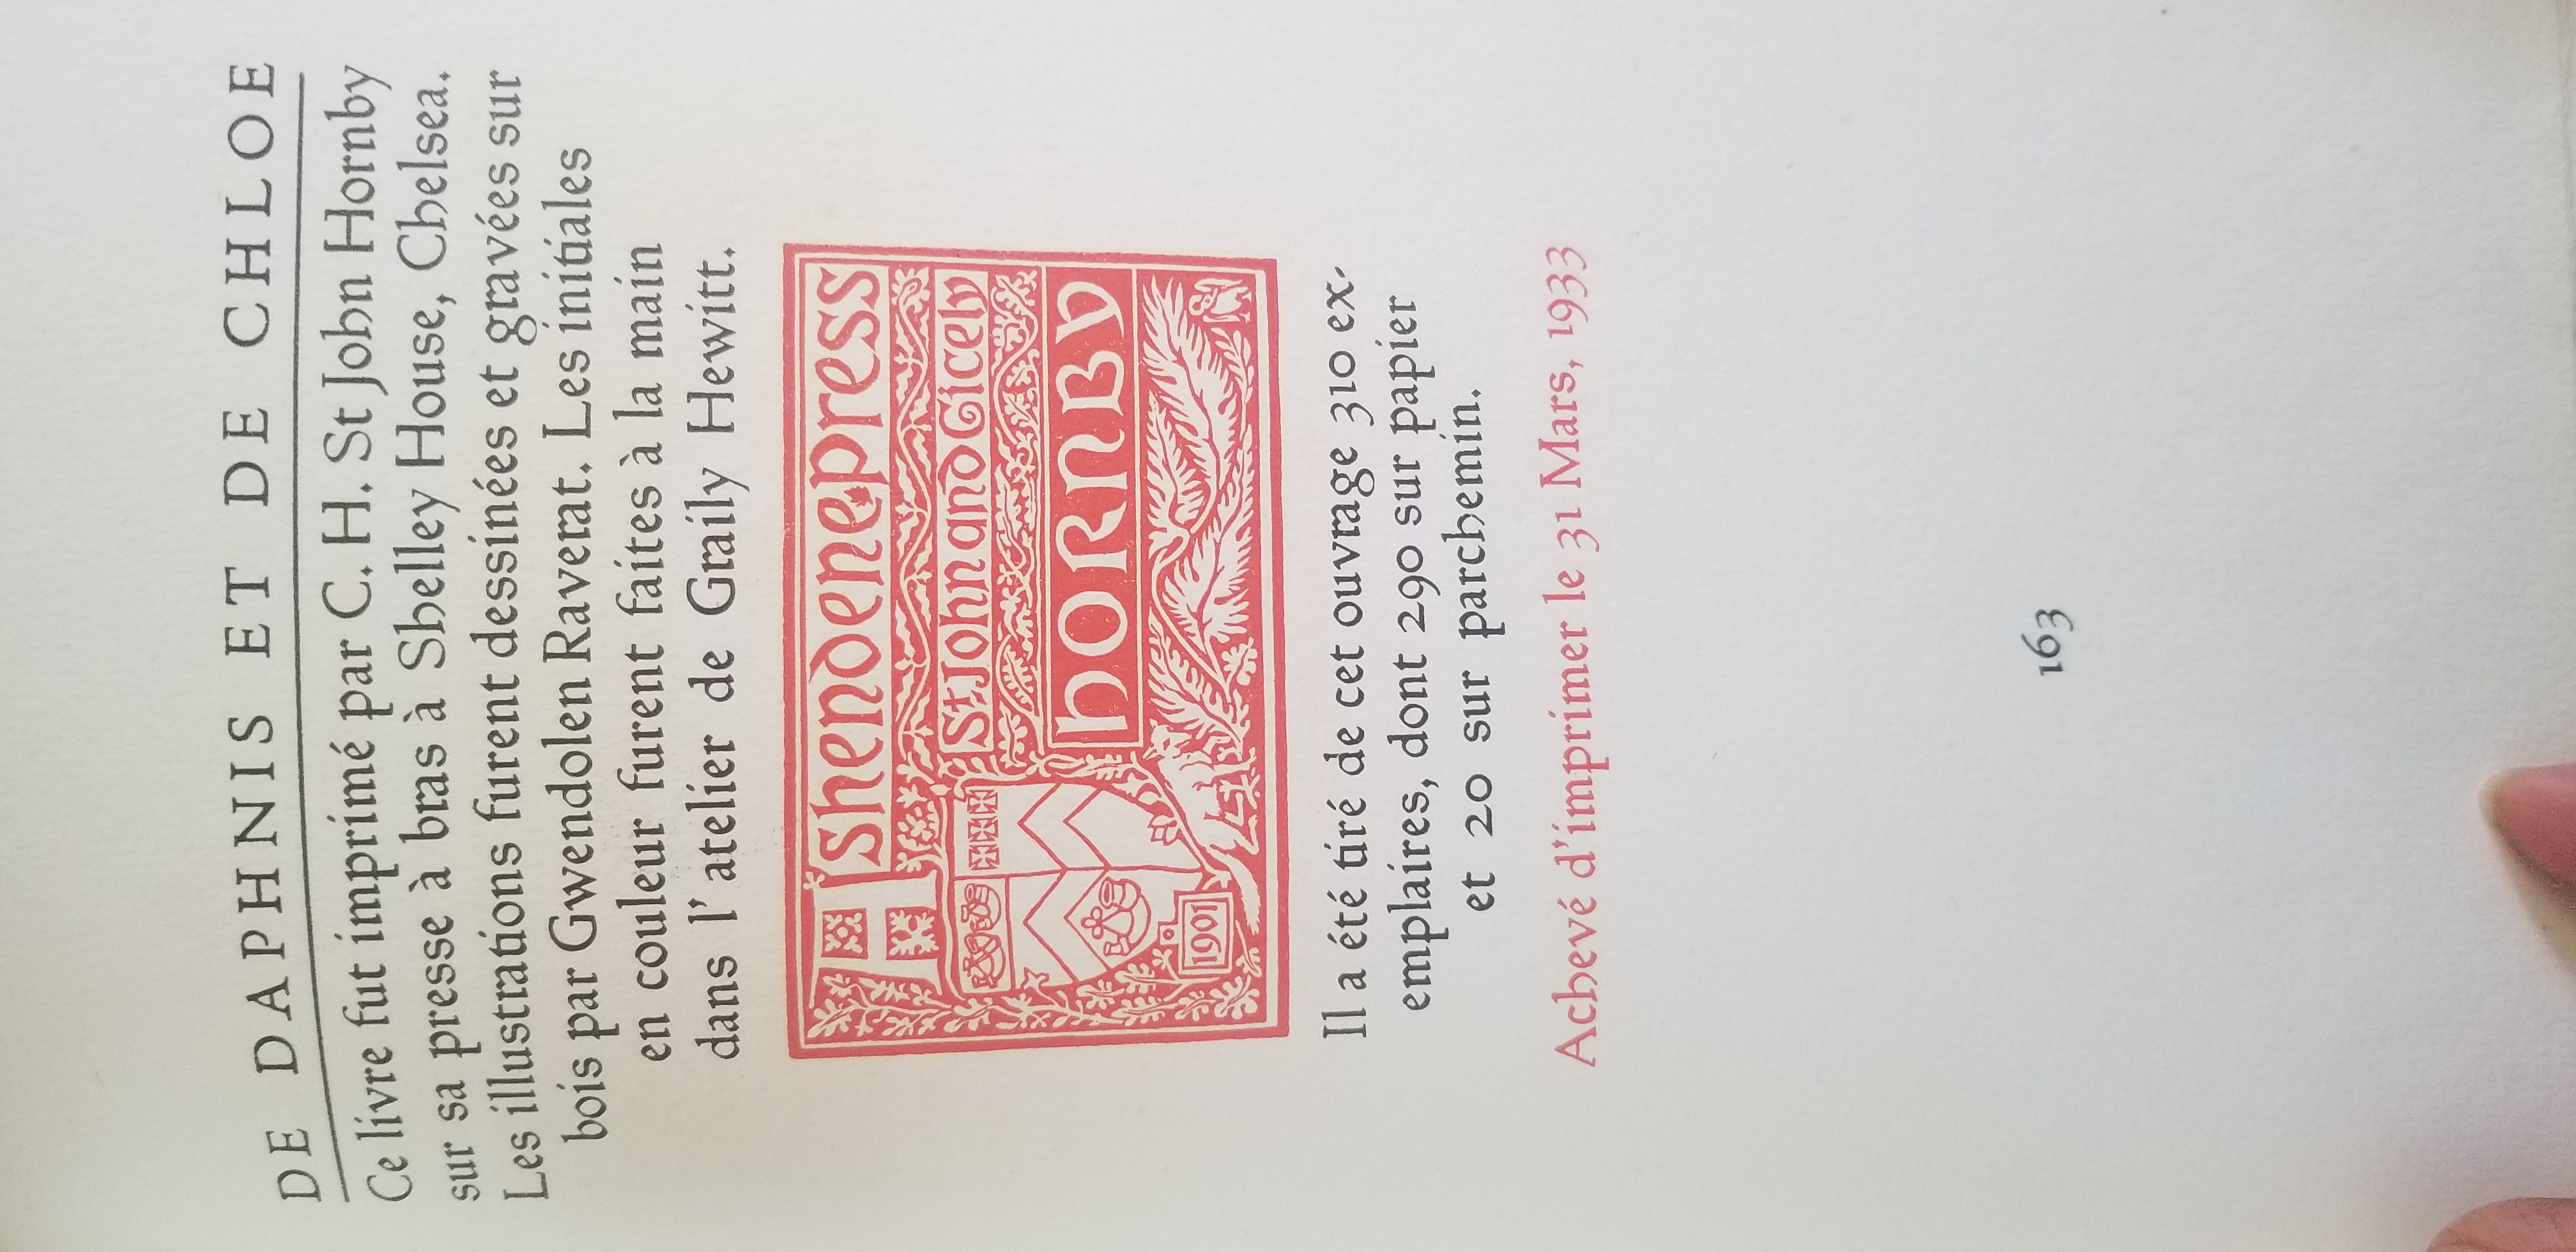 DE DAPHNIS ET DE CHLOE
Ce livre fut imprimé par C. H. St John Hornby
sur sa presse à bras à Shelley House, Chelsea.
Les illustrations furent dessinées et gravées sur
bois par Gwendolen Raverat. Les initiales
en couleur furent faites à la main
dans l'atelier de Graily Hewitt.
Ashendenepress
St John and Cicely
HORNBY
1901
Il a été tiré de cet ouvrage 310 ex-
emplaires, dont 290 sur papier
et 20 sur parchemin.
Achevé d'imprimer le 31 Mars, 1933
163